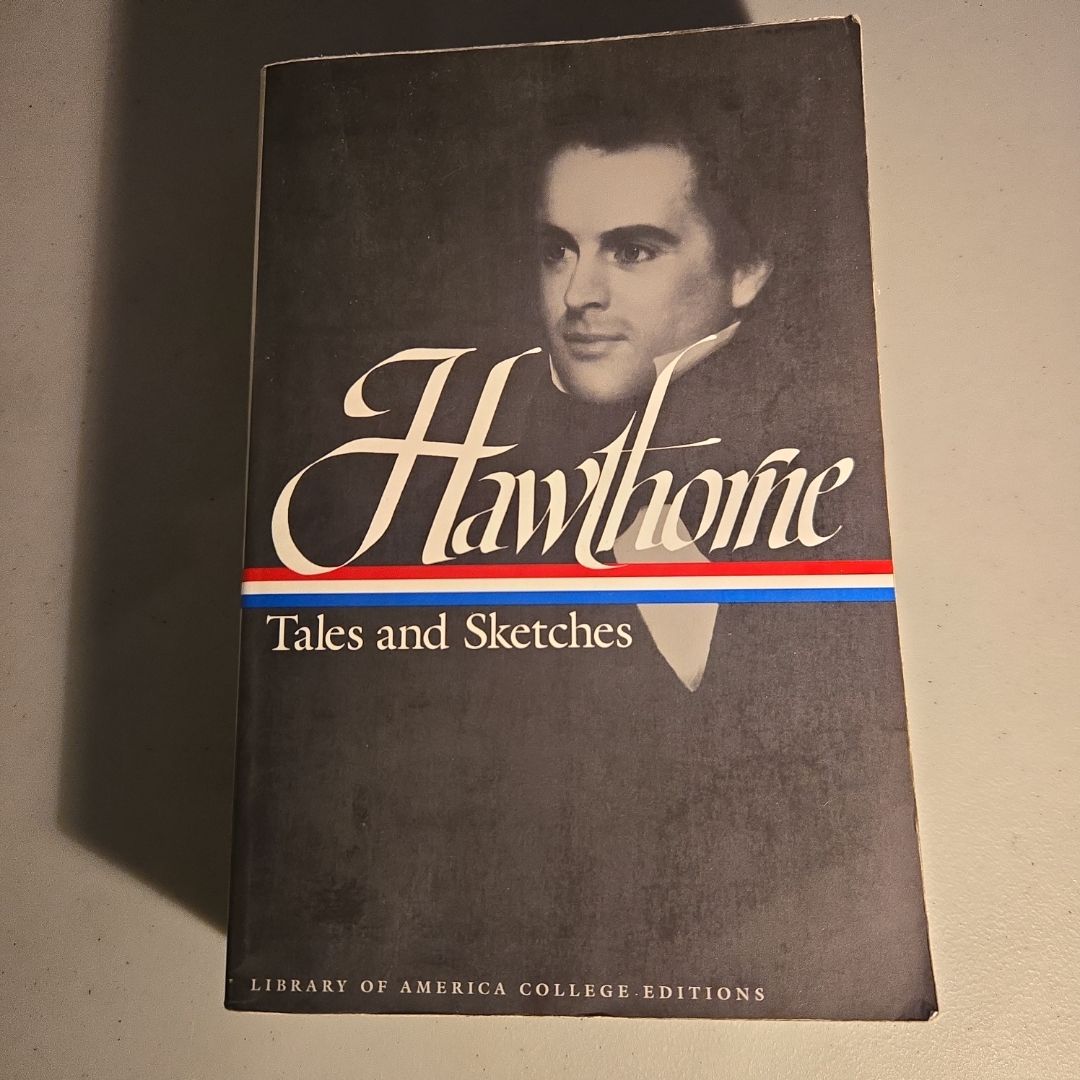 Hawthorne
Tales and Sketches
LIBRARY OF AMERICA COLLEGE EDITIONS